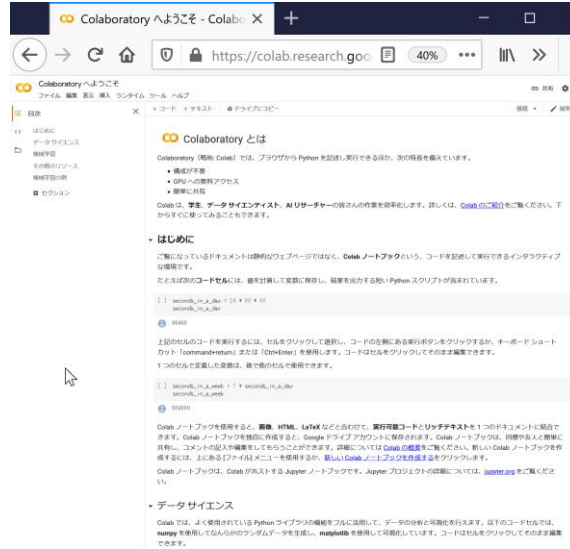 Colaboratory へようこそ - Colabo
https://colab.research.goo
40%
Colaboratory へようこそ
ファイル 編集 表示 挿入 ランタイム ツール ヘルプ
共有
目次
はじめに
データサイエンス
機械学習
その他のリソース
機械学習の例
セクション
+ コード + テキスト ドライブにコピー
接続
Colaboratory とは
Colaboratory（略称: Colab）では、ブラウザから Python を記述し実行できるほか、次の特長を備えています。
• 構成が不要
• GPU への無料アクセス
• 簡単に共有
Colab は、学生、データ サイエンティスト、AI リサーチャーの皆さんの作業を効率化します。詳しくは、Colab のご紹介をご覧ください。下
からすぐに使ってみることもできます。
はじめに
ご覧になっているドキュメントは静的なウェブページではなく、Colab ノートブックという、コードを記述して実行できるインタラクティブ
な環境です。
たとえば次のコードセルには、値を計算して変数に保存し、結果を出力する短い Python スクリプトが含まれています。
[ ] seconds_in_a_day = 24 * 60 * 60
seconds_in_a_day
86400
上記のセルのコードを実行するには、セルをクリックして選択し、コードの左側にある実行ボタンをクリックするか、キーボード ショート
カット「command+return」または「Ctrl+Enter」を使用します。コードはセルをクリックしてそのまま編集できます。
1 つのセルで定義した変数は、後で他のセルで使用できます。
[ ] seconds_in_a_week = 7 * seconds_in_a_day
seconds_in_a_week
604800
Colab ノートブックを使用すると、画像、HTML、LaTeX などと合わせて、実行可能コードとリッチテキストを 1 つのドキュメントに統合で
きます。Colab ノートブックを独自に作成すると、Google ドライブ アカウントに保存されます。Colab ノートブックは、同僚や友人と簡単に
共有し、コメントの記入や編集をしてもらうことができます。詳細については Colab の概要をご覧ください。新しい Colab ノートブックを作
成するには、上にある [ファイル] メニューを使用するか、新しい Colab ノートブックを作成するをクリックします。
Colab ノートブックは、Colab がホストする Jupyter ノートブックです。Jupyter プロジェクトの詳細については、jupyter.org をご覧くださ
い。
データ サイエンス
Colab では、よく使用されている Python ライブラリの機能をフルに活用して、データの分析と可視化を行えます。以下のコードセルでは、
numpy を使用してなんらかのランダムデータを生成し、matplotlib を使用して可視化しています。コードはセルをクリックしてそのまま編集
できます。